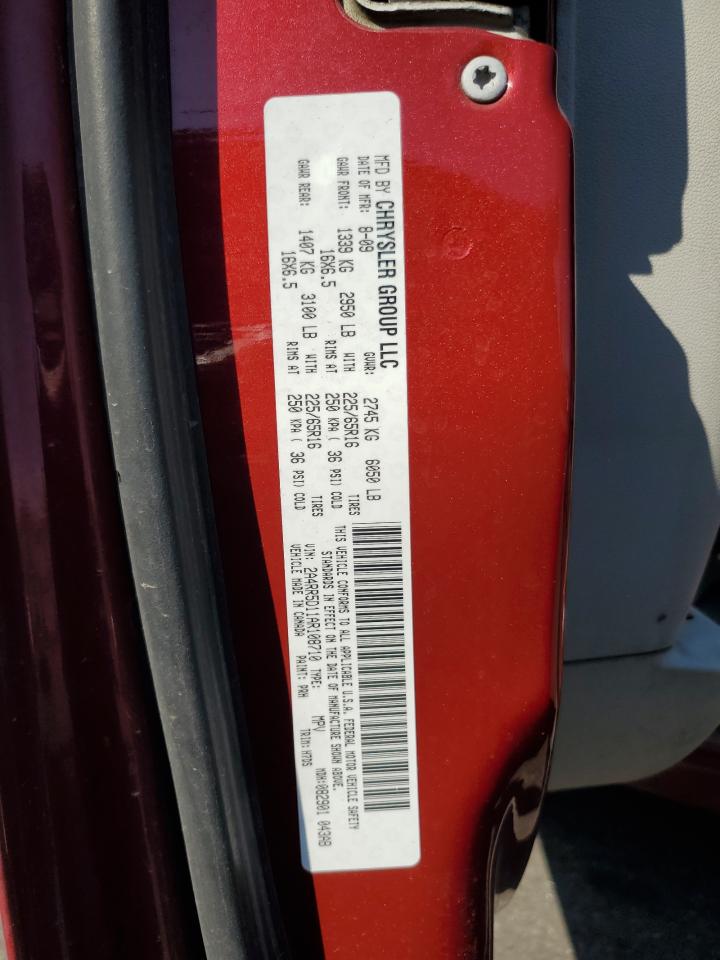 MFD BY CHRYSLER GROUP LLC
DATE OF MFR: 8-09 GVWR: 2745 KG 6050 LB
GAWR FRONT: 1339 KG 2950 LB WITH 225/65R16 TIRES
16X6.5 RIMS AT 250 KPA ( 36 PSI) COLD
GAWR REAR: 1407 KG 3100 LB WITH 225/65R16 TIRES
16X6.5 RIMS AT 250 KPA ( 36 PSI) COLD
THIS VEHICLE CONFORMS TO ALL APPLICABLE U.S.A. FEDERAL MOTOR VEHICLE SAFETY
STANDARDS IN EFFECT ON THE DATE OF MANUFACTURE SHOWN ABOVE.
VIN: 2A4RR5D11AR108710 TYPE: MPV MDH:082901 043AB
VEHICLE MADE IN CANADA PAINT: PRH TRIM:H7DS